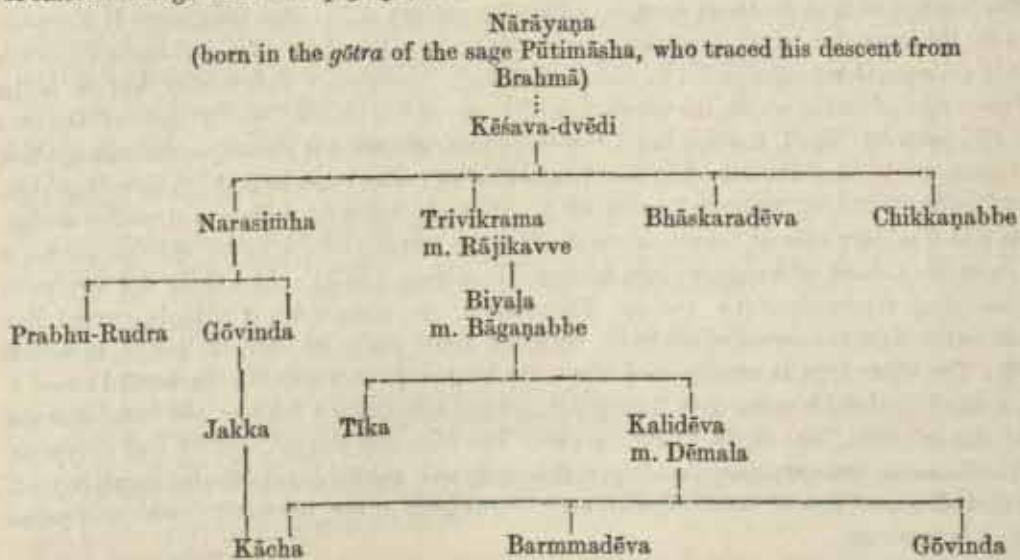 Nārāyaṇa
(born in the gōtra of the sage Pūtimāsha, who traced his descent from
Brahmā)
Kēśava-dvēdi
Narasiṁha Trivikrama Bhāskaradēva Chikkaṇabbe
m. Rājikavve
Biyaḷa
Prabhu-Rudra Gōvinda m. Bāgaṇabbe
Jakka Tīka Kalidēva
m. Dēmala
Kācha Barmmadēva Gōvinda